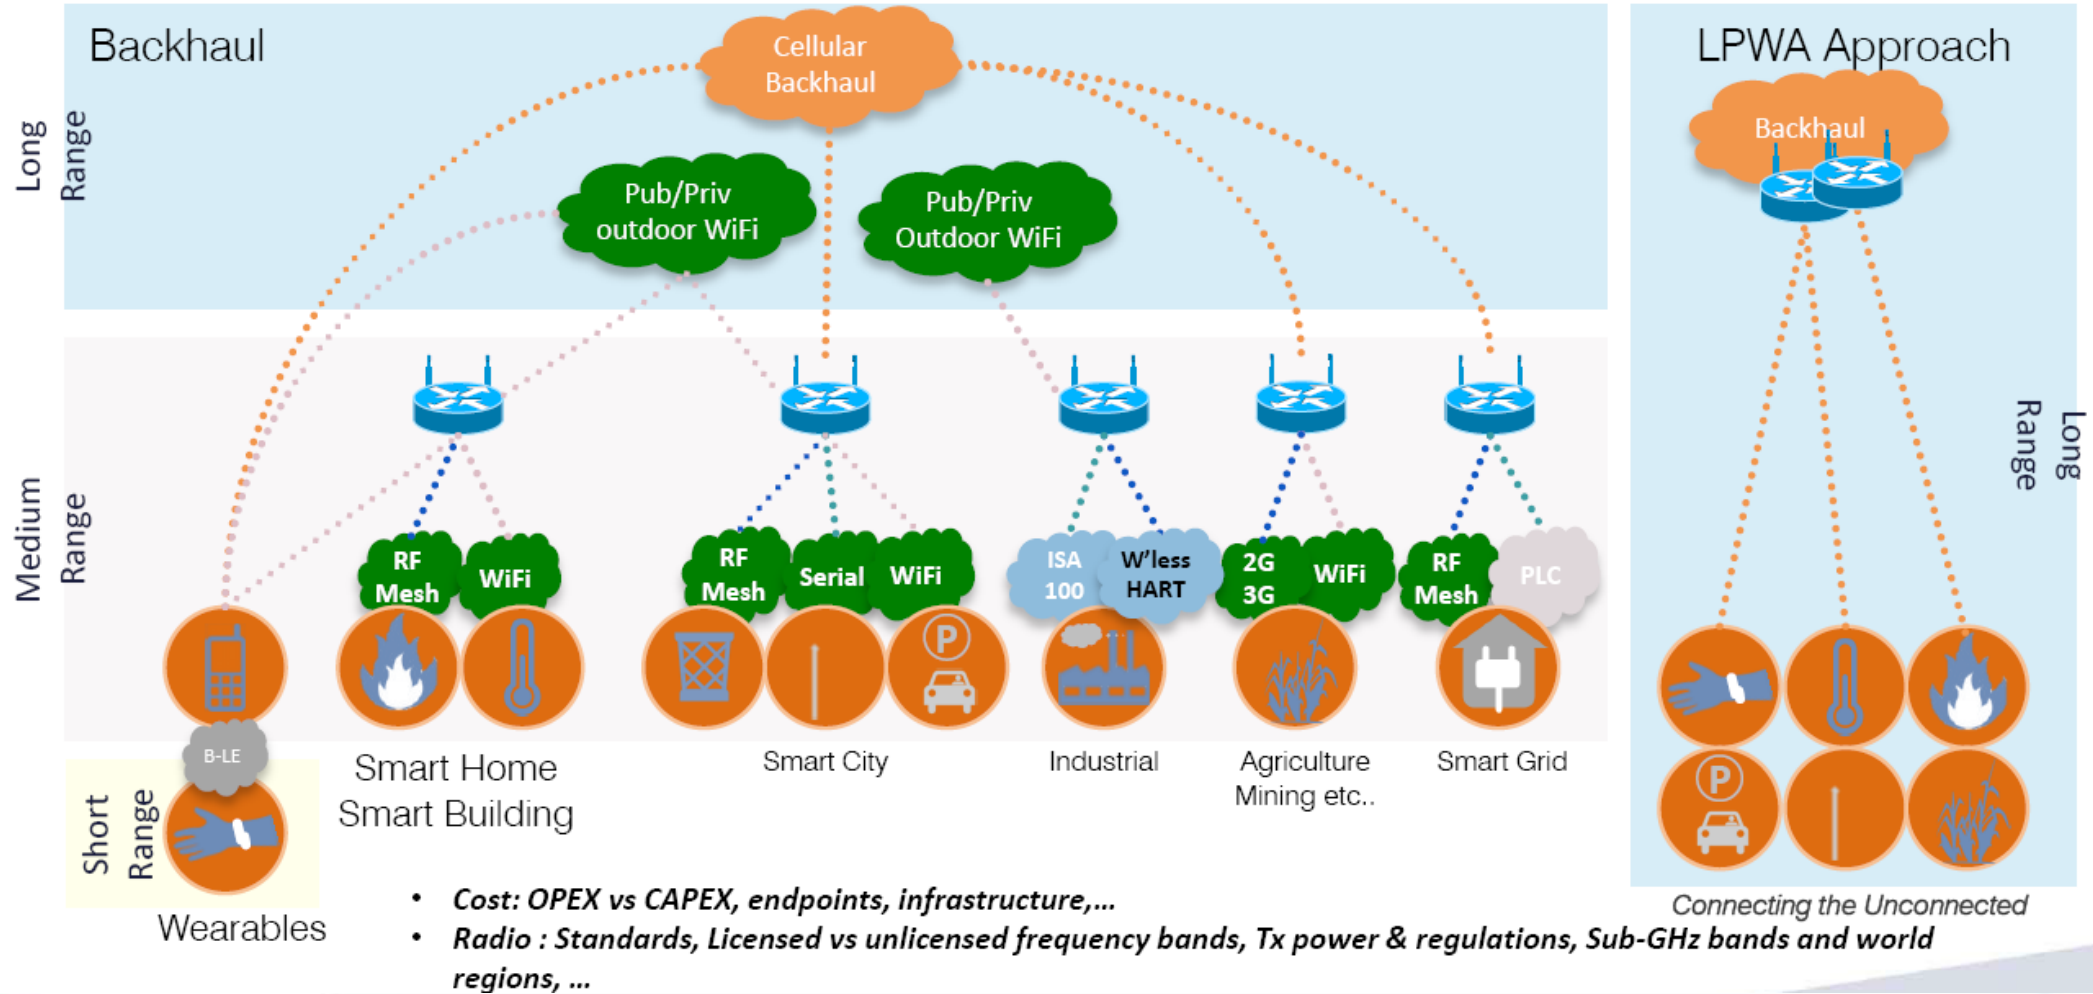 Backhaul
Cellular
Backhaul
LPWA Approach
Backhaul
Long
Range
Pub/Priv
outdoor WiFi
Pub/Priv
Outdoor WiFi
Medium
Range
RF
Mesh
WiFi
RF
Mesh
Serial
WiFi
ISA
100
W'less
HART
2G
3G
WiFi
RF
Mesh
PLC
Long
Range
P
P
B-LE
Short
Range
Wearables
Smart Home
Smart Building
Smart City
Industrial
Agriculture
Mining etc..
Smart Grid
Connecting the Unconnected
• Cost: OPEX vs CAPEX, endpoints, infrastructure,...
• Radio : Standards, Licensed vs unlicensed frequency bands, Tx power & regulations, Sub-GHz bands and world
regions, ...